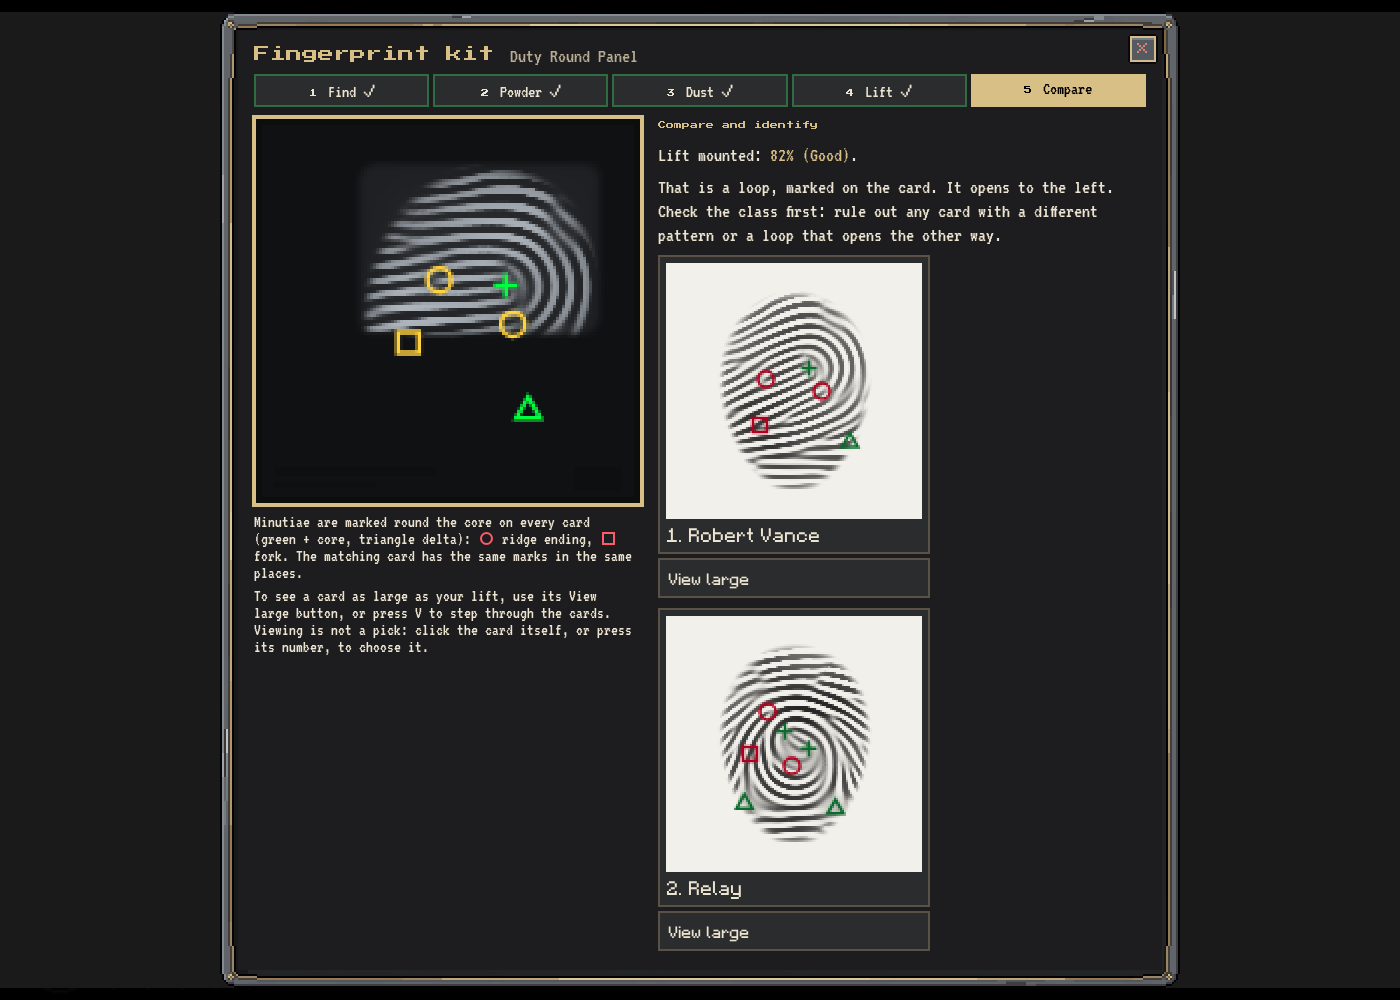 Fingerprint kit Duty Round Panel
1 Find ✓ 2 Powder ✓ 3 Dust ✓ 4 Lift ✓ 5 Compare
Compare and identify
Lift mounted: 82% (Good).
That is a loop, marked on the card. It opens to the left.
Check the class first: rule out any card with a different
pattern or a loop that opens the other way.
1. Robert Vance
View large
2. Relay
View large
Minutiae are marked round the core on every card
(green + core, triangle delta): ridge ending,
fork. The matching card has the same marks in the same
places.
To see a card as large as your lift, use its View
large button, or press V to step through the cards.
Viewing is not a pick: click the card itself, or press
its number, to choose it.